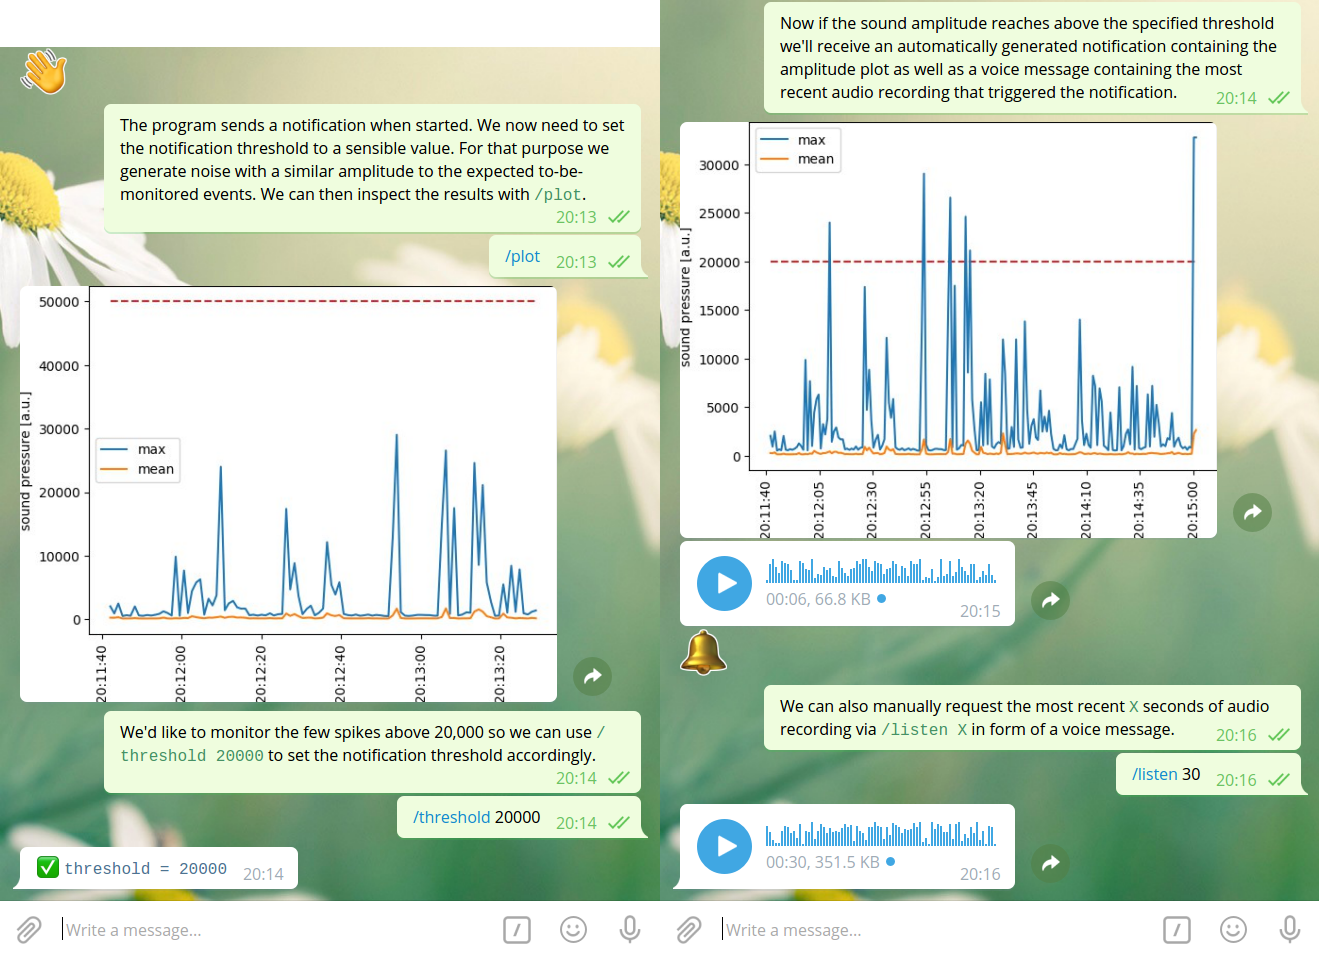 The program sends a notification when started. We now need to set
the notification threshold to a sensible value. For that purpose we
generate noise with a similar amplitude to the expected to-be-
monitored events. We can then inspect the results with /plot.
20:13
/plot 20:13
50000
40000
30000
20000
10000
0
sound pressure [a.u.]
max
mean
20:11:40
20:12:00
20:12:20
20:12:40
20:13:00
20:13:20
We'd like to monitor the few spikes above 20,000 so we can use /
threshold 20000 to set the notification threshold accordingly.
20:14
/threshold 20000 20:14
threshold = 20000 20:14
Write a message...
Now if the sound amplitude reaches above the specified threshold
we'll receive an automatically generated notification containing the
amplitude plot as well as a voice message containing the most
recent audio recording that triggered the notification. 20:14
max
mean
30000
25000
20000
15000
10000
5000
0
sound pressure [a.u.]
20:11:40
20:12:05
20:12:30
20:12:55
20:13:20
20:13:45
20:14:10
20:14:35
20:15:00
00:06, 66.8 KB
20:15
We can also manually request the most recent X seconds of audio
recording via /listen X in form of a voice message. 20:16
/listen 30 20:16
00:30, 351.5 KB
20:16
Write a message...